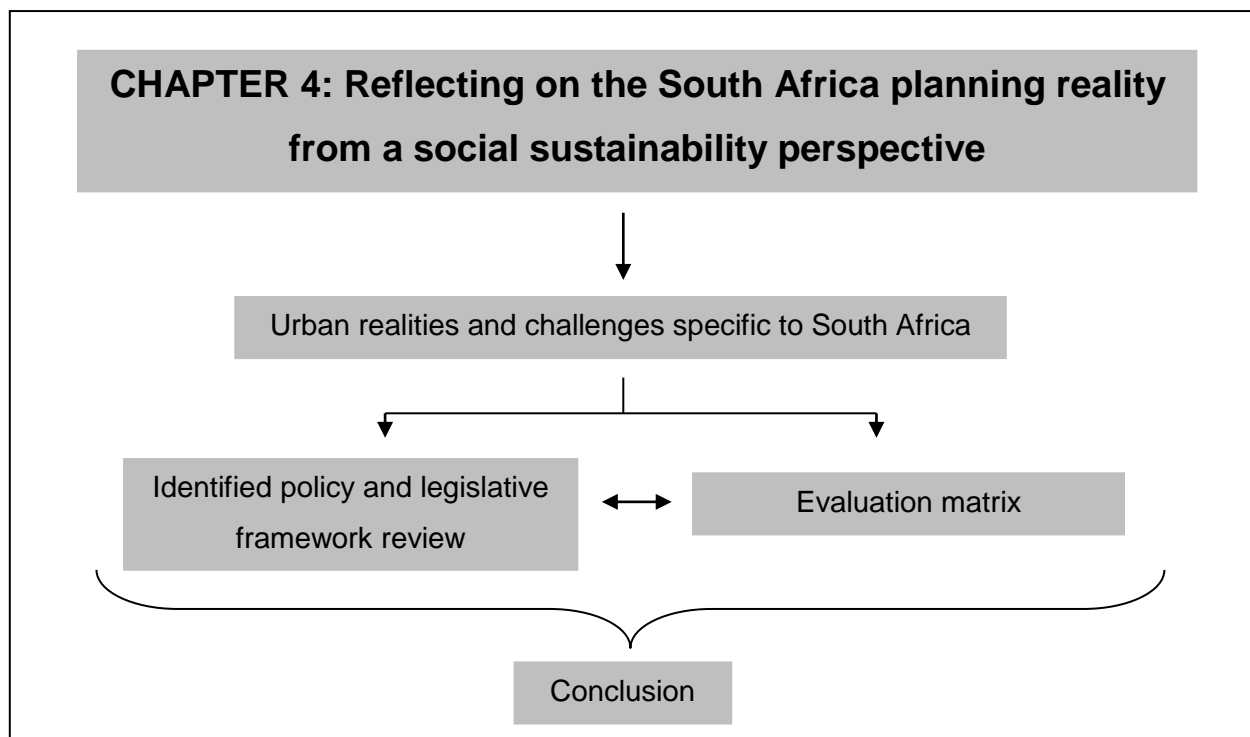 CHAPTER 4: Reflecting on the South Africa planning reality
from a social sustainability perspective
Urban realities and challenges specific to South Africa
Identified policy and legislative
framework review
Evaluation matrix
Conclusion